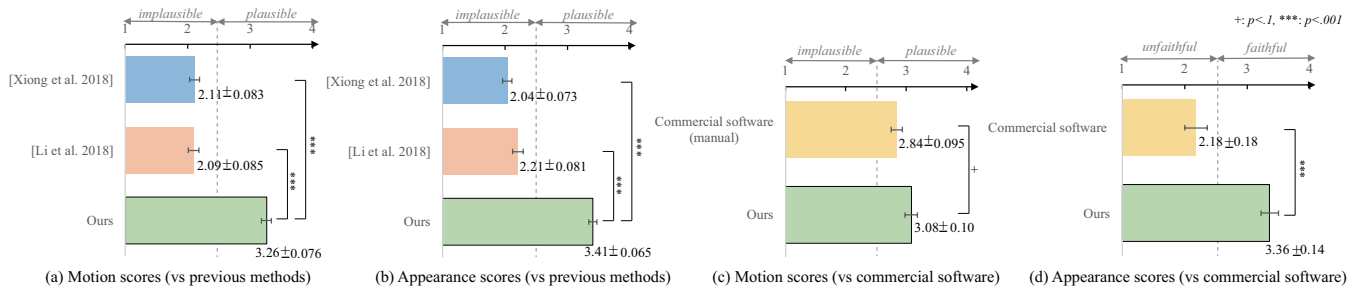 +: p<.1, ***: p<.001
implausible plausible
1 2 3 4
[Xiong et al. 2018]
2.11±0.083
[Li et al. 2018]
2.09±0.085
Ours
3.26±0.076
***
***
(a) Motion scores (vs previous methods)
implausible plausible
1 2 3 4
[Xiong et al. 2018]
2.04±0.073
[Li et al. 2018]
2.21±0.081
Ours
3.41±0.065
***
***
(b) Appearance scores (vs previous methods)
implausible plausible
1 2 3 4
Commercial software
(manual)
2.84±0.095
Ours
3.08±0.10
+
(c) Motion scores (vs commercial software)
unfaithful faithful
1 2 3 4
Commercial software
2.18±0.18
Ours
3.36±0.14
***
(d) Appearance scores (vs commercial software)